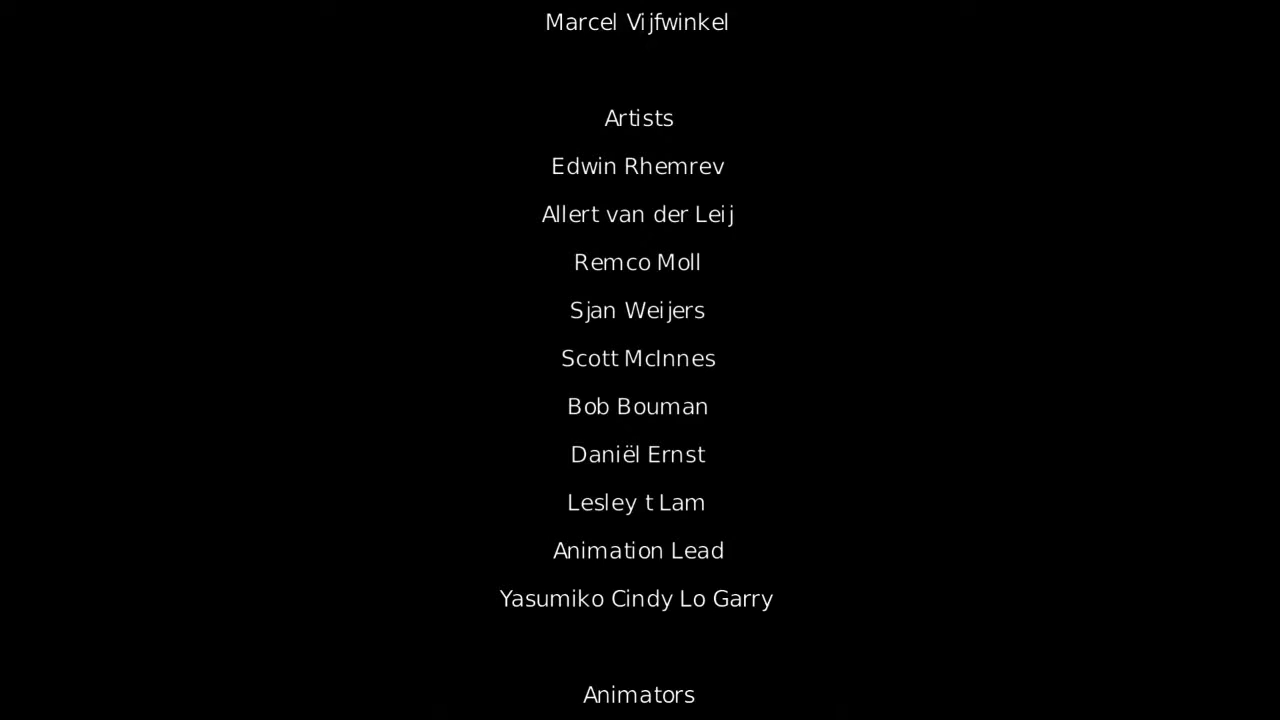 Marcel Vijfwinkel
Artists
Edwin Rhemrev
Allert van der Leij
Remco Moll
Sjan Weijers
Scott McInnes
Bob Bouman
Daniël Ernst
Lesley t Lam
Animation Lead
Yasumiko Cindy Lo Garry
Animators